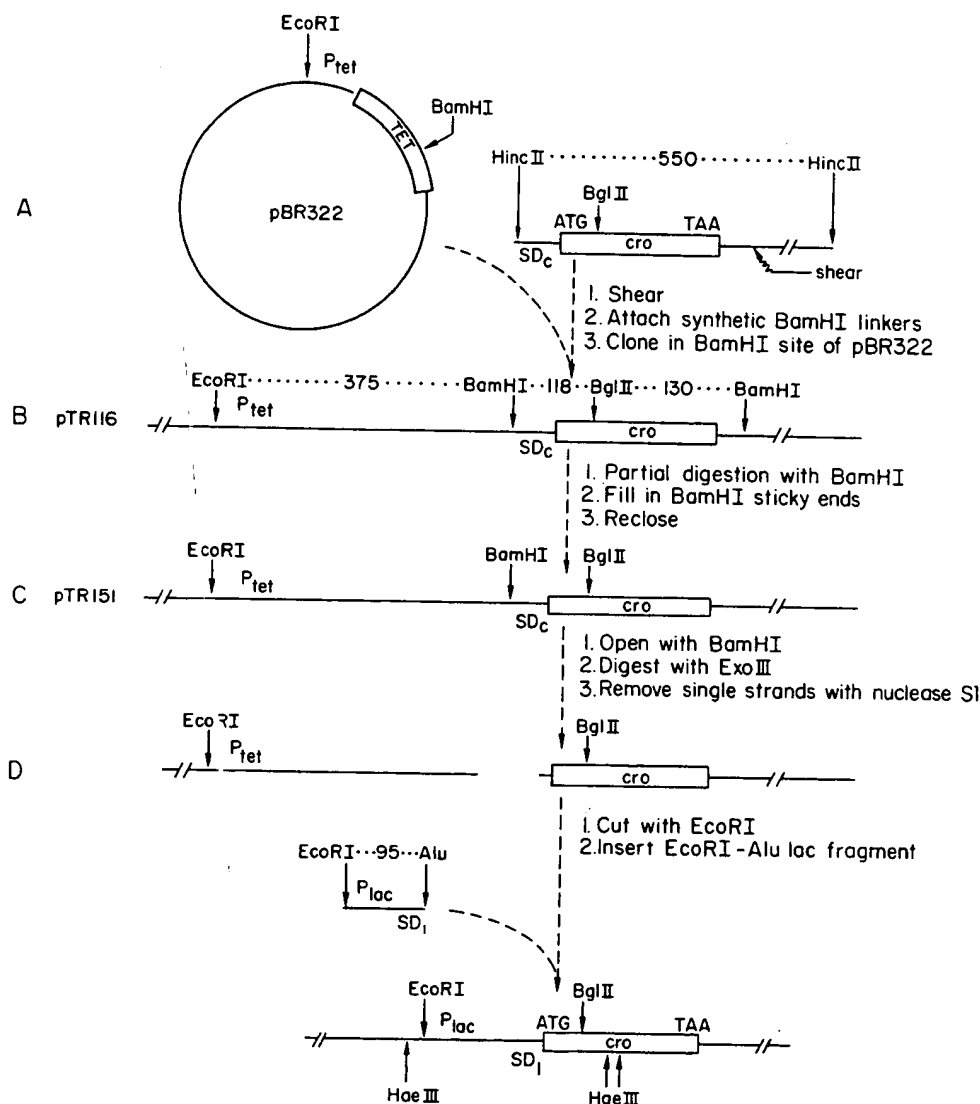 EcoRI
Ptet
TET
BamHI
pBR322
A
HincII ······ 550 ······ HincII
BglII
ATG TAA
cro
SDc
shear
1. Shear
2. Attach synthetic BamHI linkers
3. Clone in BamHI site of pBR322
EcoRI ······ 375 ······ BamHI ·· 118 ·· BglII ··· 130 ···· BamHI
Ptet
B pTR116
cro
SDc
1. Partial digestion with BamHI
2. Fill in BamHI sticky ends
3. Reclose
EcoRI BamHI BglII
Ptet
C pTR151
cro
SDc
1. Open with BamHI
2. Digest with ExoIII
3. Remove single strands with nuclease S1
EcoRI BglII
Ptet
D
cro
1. Cut with EcoRI
2. Insert EcoRI-Alu lac fragment
EcoRI ··· 95 ··· Alu
Plac
SDl
EcoRI BglII
Plac ATG TAA
cro
SDl
HaeIII HaeIII